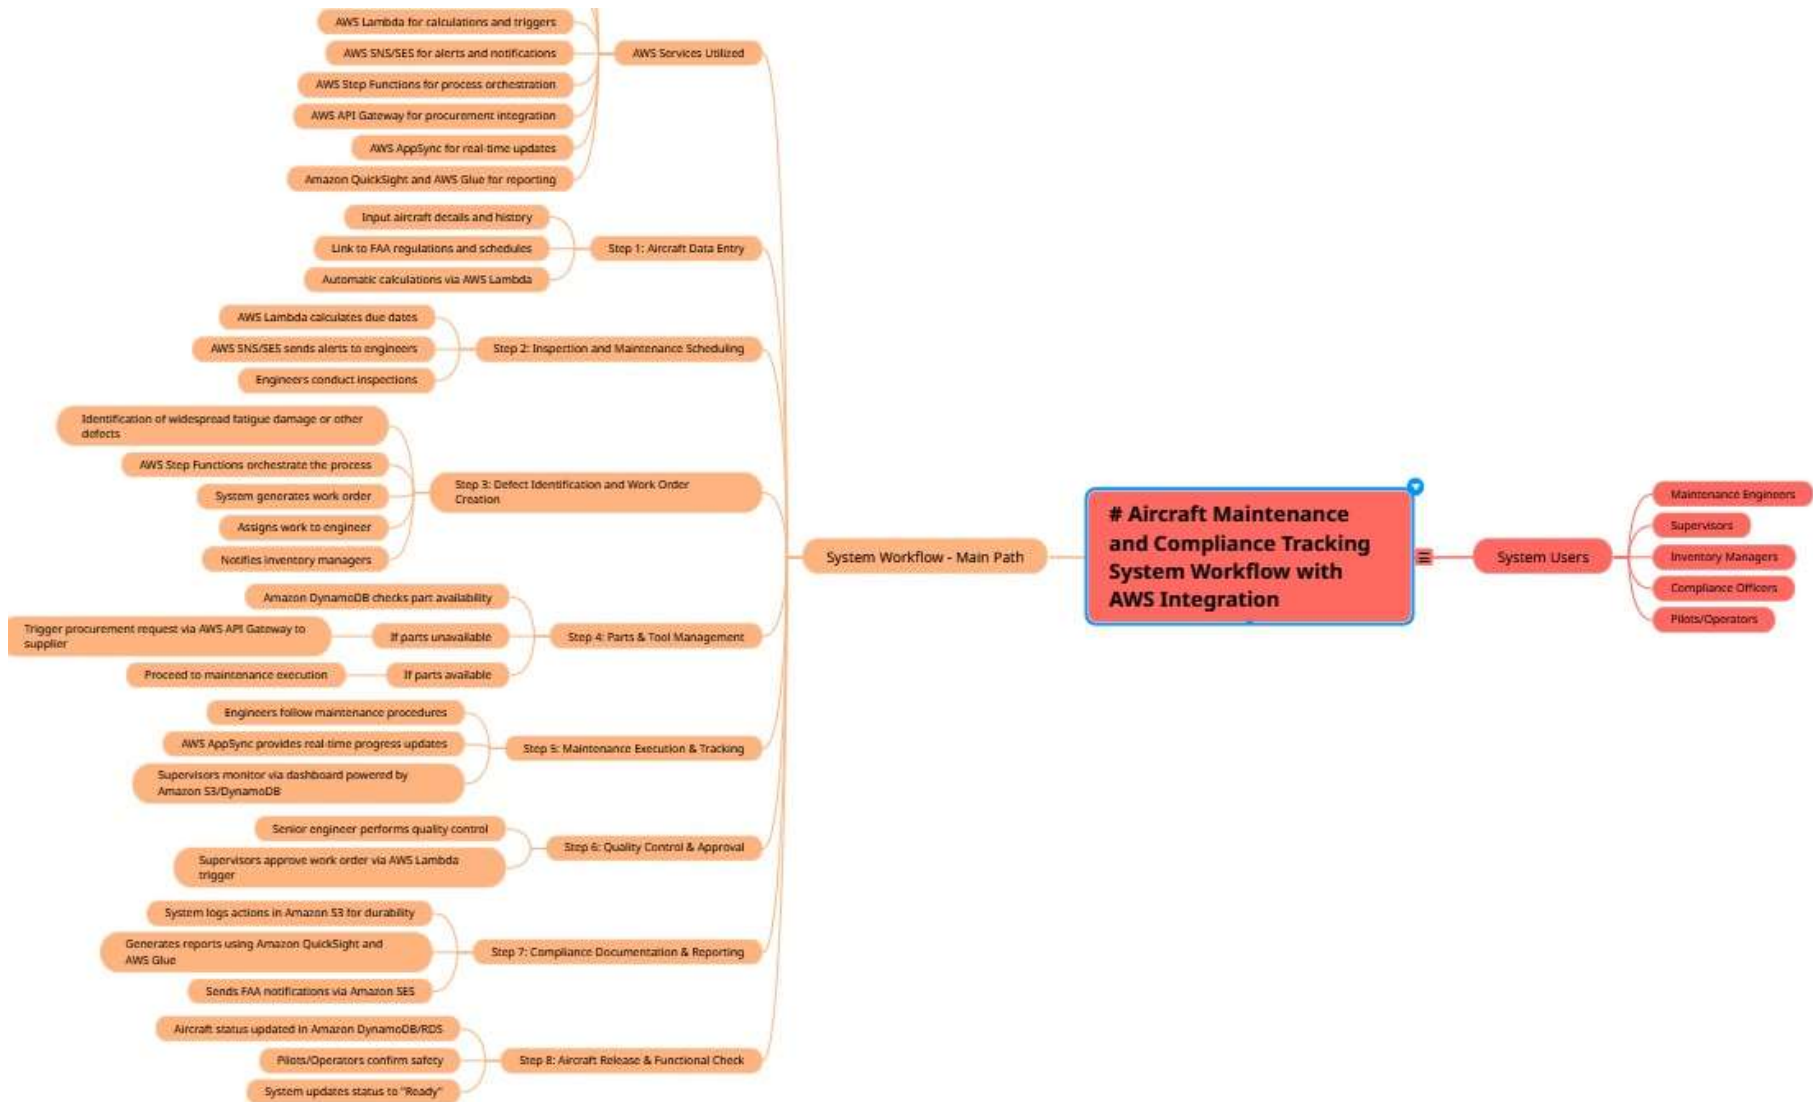 AWS Lambda for calculations and triggers
AWS SNS/SES for alerts and notifications
AWS Step Functions for process orchestration
AWS API Gateway for procurement integration
AWS AppSync for real-time updates
Amazon QuickSight and AWS Glue for reporting
AWS Services Utilized
Input aircraft details and history
Link to FAA regulations and schedules
Automatic calculations via AWS Lambda
Step 1: Aircraft Data Entry
AWS Lambda calculates due dates
AWS SNS/SES sends alerts to engineers
Engineers conduct inspections
Step 2: Inspection and Maintenance Scheduling
Identification of widespread fatigue damage or other
defects
AWS Step Functions orchestrate the process
System generates work order
Assigns work to engineer
Notifies inventory managers
Step 3: Defect Identification and Work Order
Creation
Amazon DynamoDB checks part availability
Trigger procurement request via AWS API Gateway to
supplier
If parts unavailable
Proceed to maintenance execution
If parts available
Step 4: Parts & Tool Management
Engineers follow maintenance procedures
AWS AppSync provides real-time progress updates
Supervisors monitor via dashboard powered by
Amazon S3/DynamoDB
Step 5: Maintenance Execution & Tracking
Senior engineer performs quality control
Supervisors approve work order via AWS Lambda
trigger
Step 6: Quality Control & Approval
System logs actions in Amazon S3 for durability
Generates reports using Amazon QuickSight and
AWS Glue
Sends FAA notifications via Amazon SES
Step 7: Compliance Documentation & Reporting
Aircraft status updated in Amazon DynamoDB/RDS
Pilots/Operators confirm safety
System updates status to "Ready"
Step 8: Aircraft Release & Functional Check
System Workflow - Main Path
# Aircraft Maintenance
and Compliance Tracking
System Workflow with
AWS Integration
System Users
Maintenance Engineers
Supervisors
Inventory Managers
Compliance Officers
Pilots/Operators